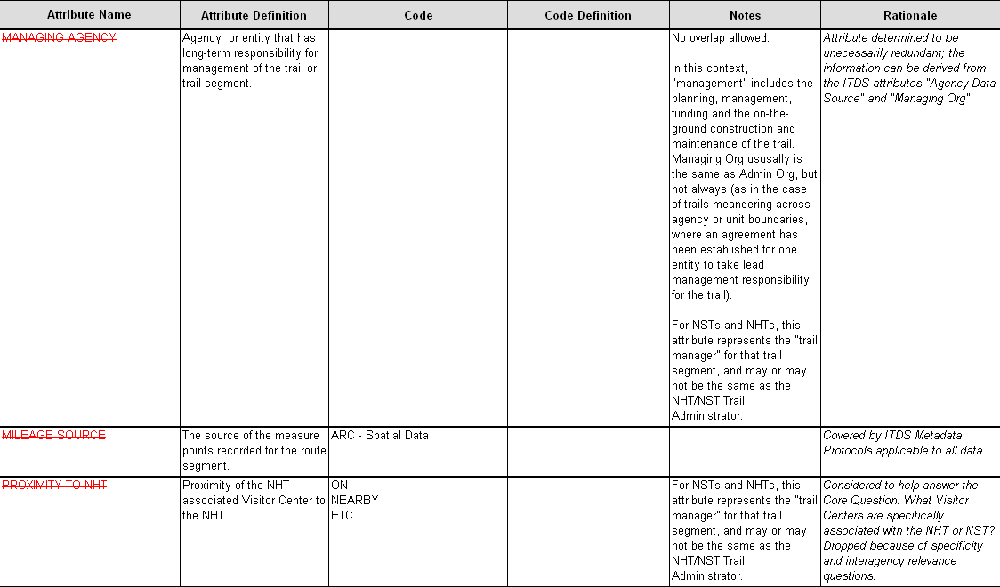 Attribute Name
Attribute Definition
Code
Code Definition
Notes
Rationale
MANAGING AGENCY
Agency  or entity that has
long-term responsibility for
management of the trail or
trail segment.
No overlap allowed.

In this context,
"management" includes the
planning, management,
funding and the on-the-
ground construction and
maintenance of the trail.
Managing Org ususally is
the same as Admin Org, but
not always (as in the case
of trails meandering across
agency or unit boundaries,
where an agreement has
been established for one
entity to take lead
management responsibility
for the trail).

For NSTs and NHTs, this
attribute represents the "trail
manager" for that trail
segment, and may or may
not be the same as the
NHT/NST Trail
Administrator.
Attribute determined to be
unecessarily redundant; the
information can be derived from
the ITDS attributes "Agency Data
Source" and "Managing Org"
MILEAGE SOURCE
The source of the measure
points recorded for the route
segment.
ARC - Spatial Data
Covered by ITDS Metadata
Protocols applicable to all data
PROXIMITY TO NHT
Proximity of the NHT-
associated Visitor Center to
the NHT.
ON
NEARBY
ETC...
For NSTs and NHTs, this
attribute represents the "trail
manager" for that trail
segment, and may or may
not be the same as the
NHT/NST Trail
Administrator.
Considered to help answer the
Core Question: What Visitor
Centers are specifically
associated with the NHT or NST?
Dropped because of specificity
and interagency relevance
questions.